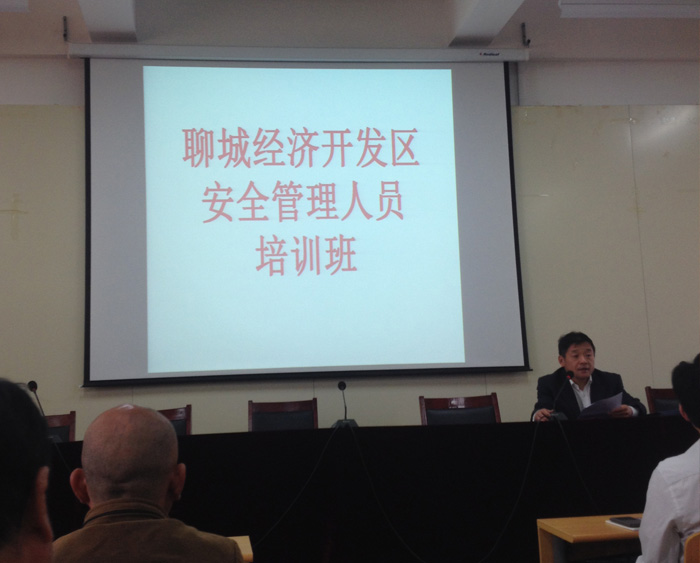 聊城经济开发区
安全管理人员
培训班